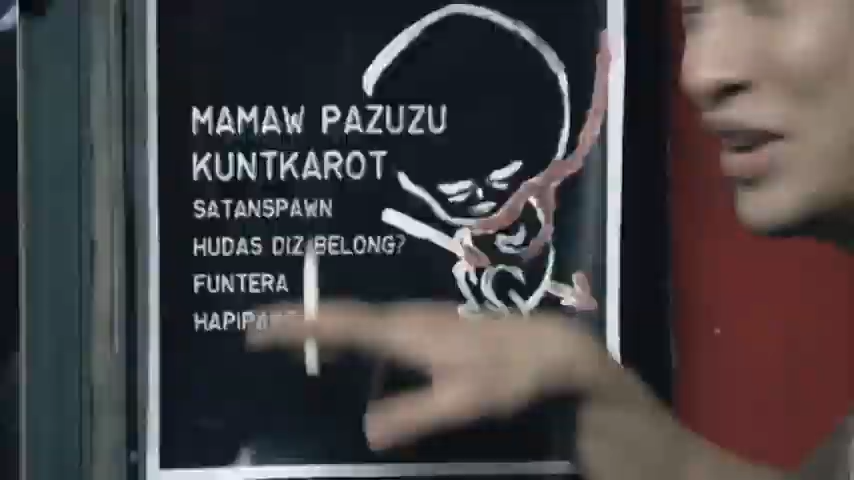 MAMAW PAZUZU
KUNTKAROT
SATANSPAWN
HUDAS DIZ BELONG?
FUNTERA